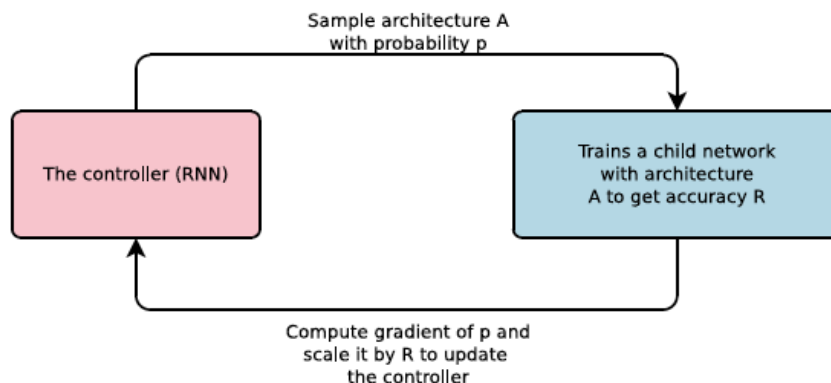 Sample architecture A
with probability p
The controller (RNN)
Trains a child network
with architecture
A to get accuracy R
Compute gradient of p and
scale it by R to update
the controller